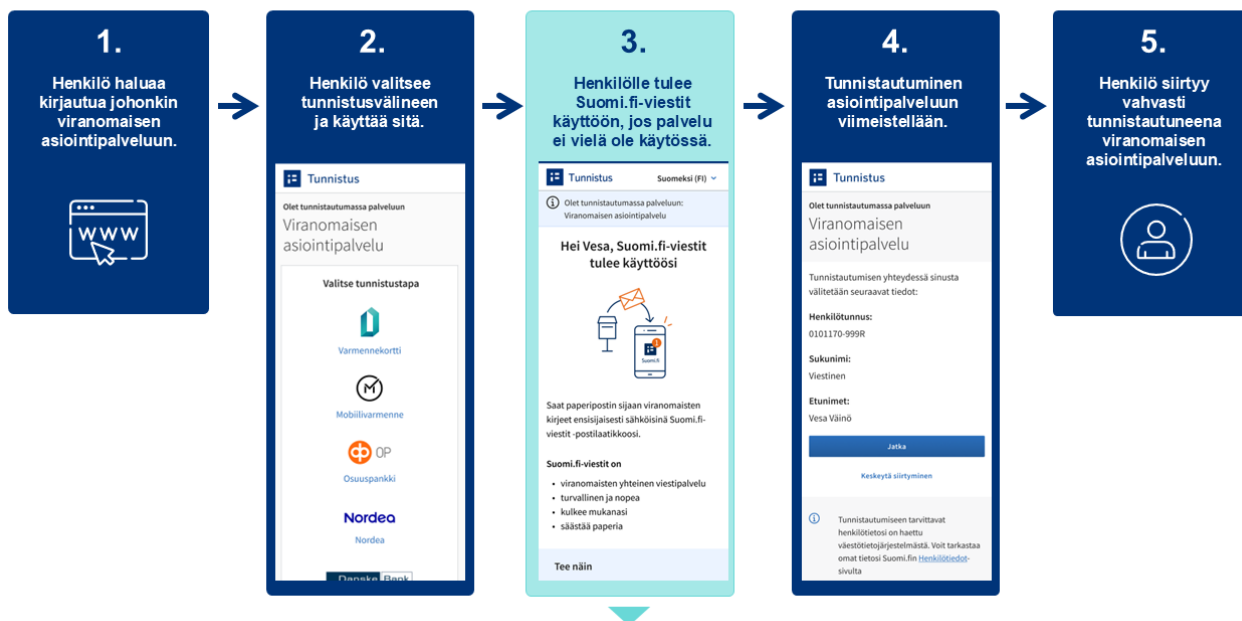 1.
Henkilö haluaa
kirjautua johonkin
viranomaisen
asiointipalveluun.
WWW
2.
Henkilö valitsee
tunnistusvälineen
ja käyttää sitä.
Tunnistus
Olet tunnistautumassa palveluun
Viranomaisen
asiointipalvelu
Valitse tunnistustapa
Varmennekortti
Mobiilivarmenne
OP
Osuuspankki
Nordea
Nordea
Danske Bank
3.
Henkilölle tulee
Suomi.fi-viestit
käyttöön, jos palvelu
ei vielä ole käytössä.
Tunnistus Suomeksi (FI)
Olet tunnistautumassa palveluun:
Viranomaisen asiointipalvelu
Hei Vesa, Suomi.fi-viestit
tulee käyttöösi
Suomi.fi
Saat paperipostin sijaan viranomaisten
kirjeet ensisijaisesti sähköisinä Suomi.fi-
viestit -postilaatikkoosi.
Suomi.fi-viestit on
• viranomaisten yhteinen viestipalvelu
• turvallinen ja nopea
• kulkee mukanasi
• säästää paperia
Tee näin
4.
Tunnistautuminen
asiointipalveluun
viimeistellään.
Tunnistus
Olet tunnistautumassa palveluun
Viranomaisen
asiointipalvelu
Tunnistautumisen yhteydessä sinusta
välitetään seuraavat tiedot:
Henkilötunnus:
0101170-999R
Sukunimi:
Viestinen
Etunimet:
Vesa Väinö
Jatka
Keskeytä siirtyminen
Tunnistautumiseen tarvittavat
henkilötietosi on haettu
väestötietojärjestelmästä. Voit tarkastaa
omat tietosi Suomi.fin Henkilötiedot-
sivulta
5.
Henkilö siirtyy
vahvasti
tunnistautuneena
viranomaisen
asiointipalveluun.